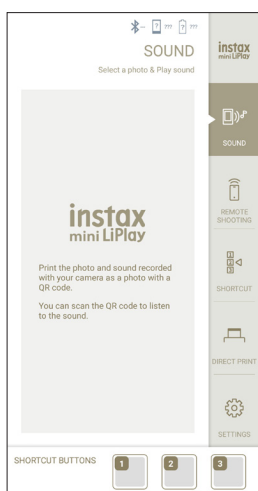 ? ??? ? ???
SOUND
Select a photo & Play sound
instax
mini LiPlay
SOUND
REMOTE
SHOOTING
SHORTCUT
DIRECT PRINT
SETTINGS
instax
mini LiPlay
Print the photo and sound recorded
with your camera as a photo with a
QR code.
You can scan the QR code to listen
to the sound.
SHORTCUT BUTTONS
1 2 3